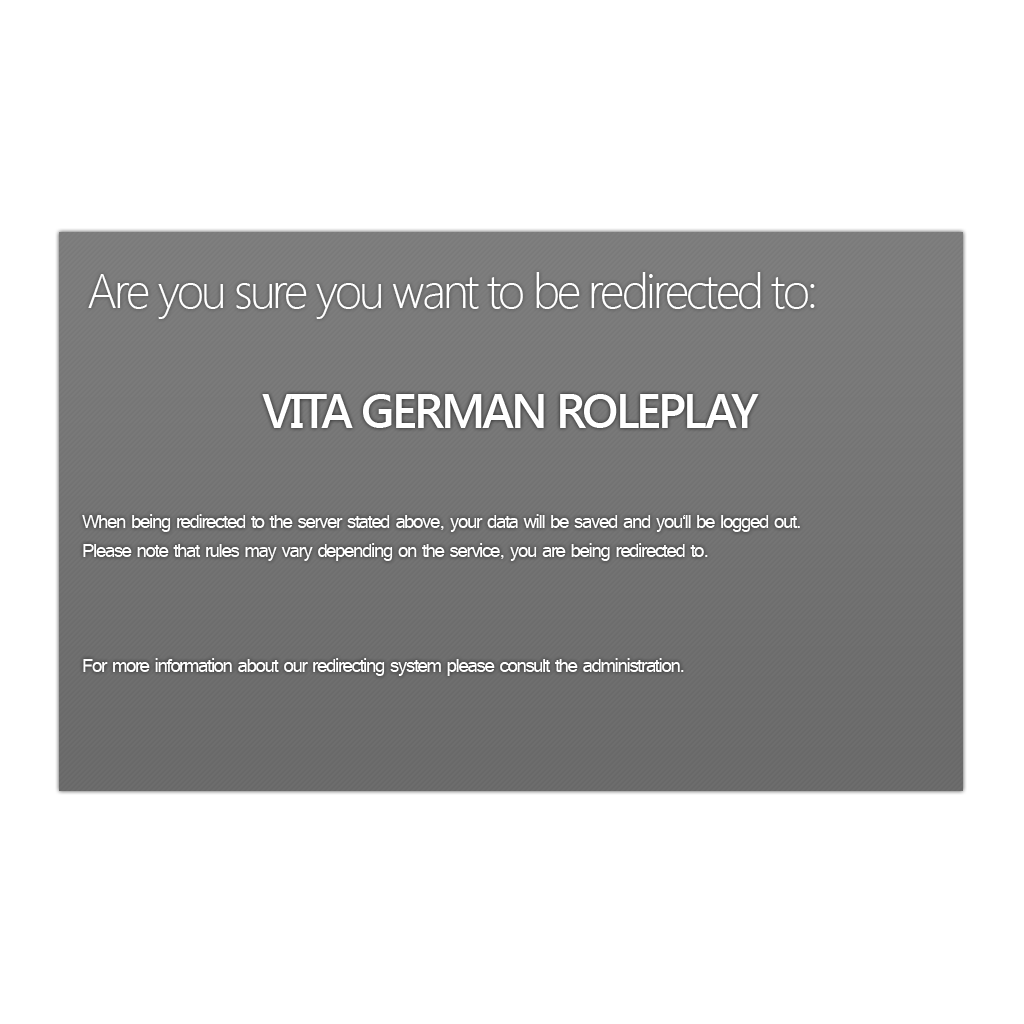 Are you sure you want to be redirected to:
VITA GERMAN ROLEPLAY
When being redirected to the server stated above, your data will be saved and you'll be logged out.
Please note that rules may vary depending on the service, you are being redirected to.
For more information about our redirecting system please consult the administration.